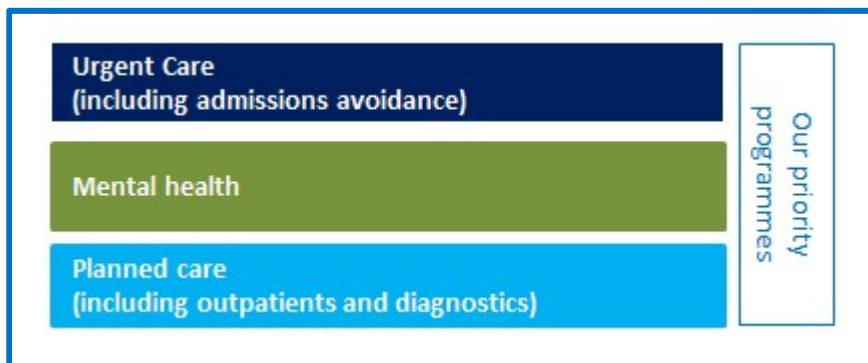 Urgent Care
(including admissions avoidance)
Mental health
Planned care
(including outpatients and diagnostics)
Our priority
programmes